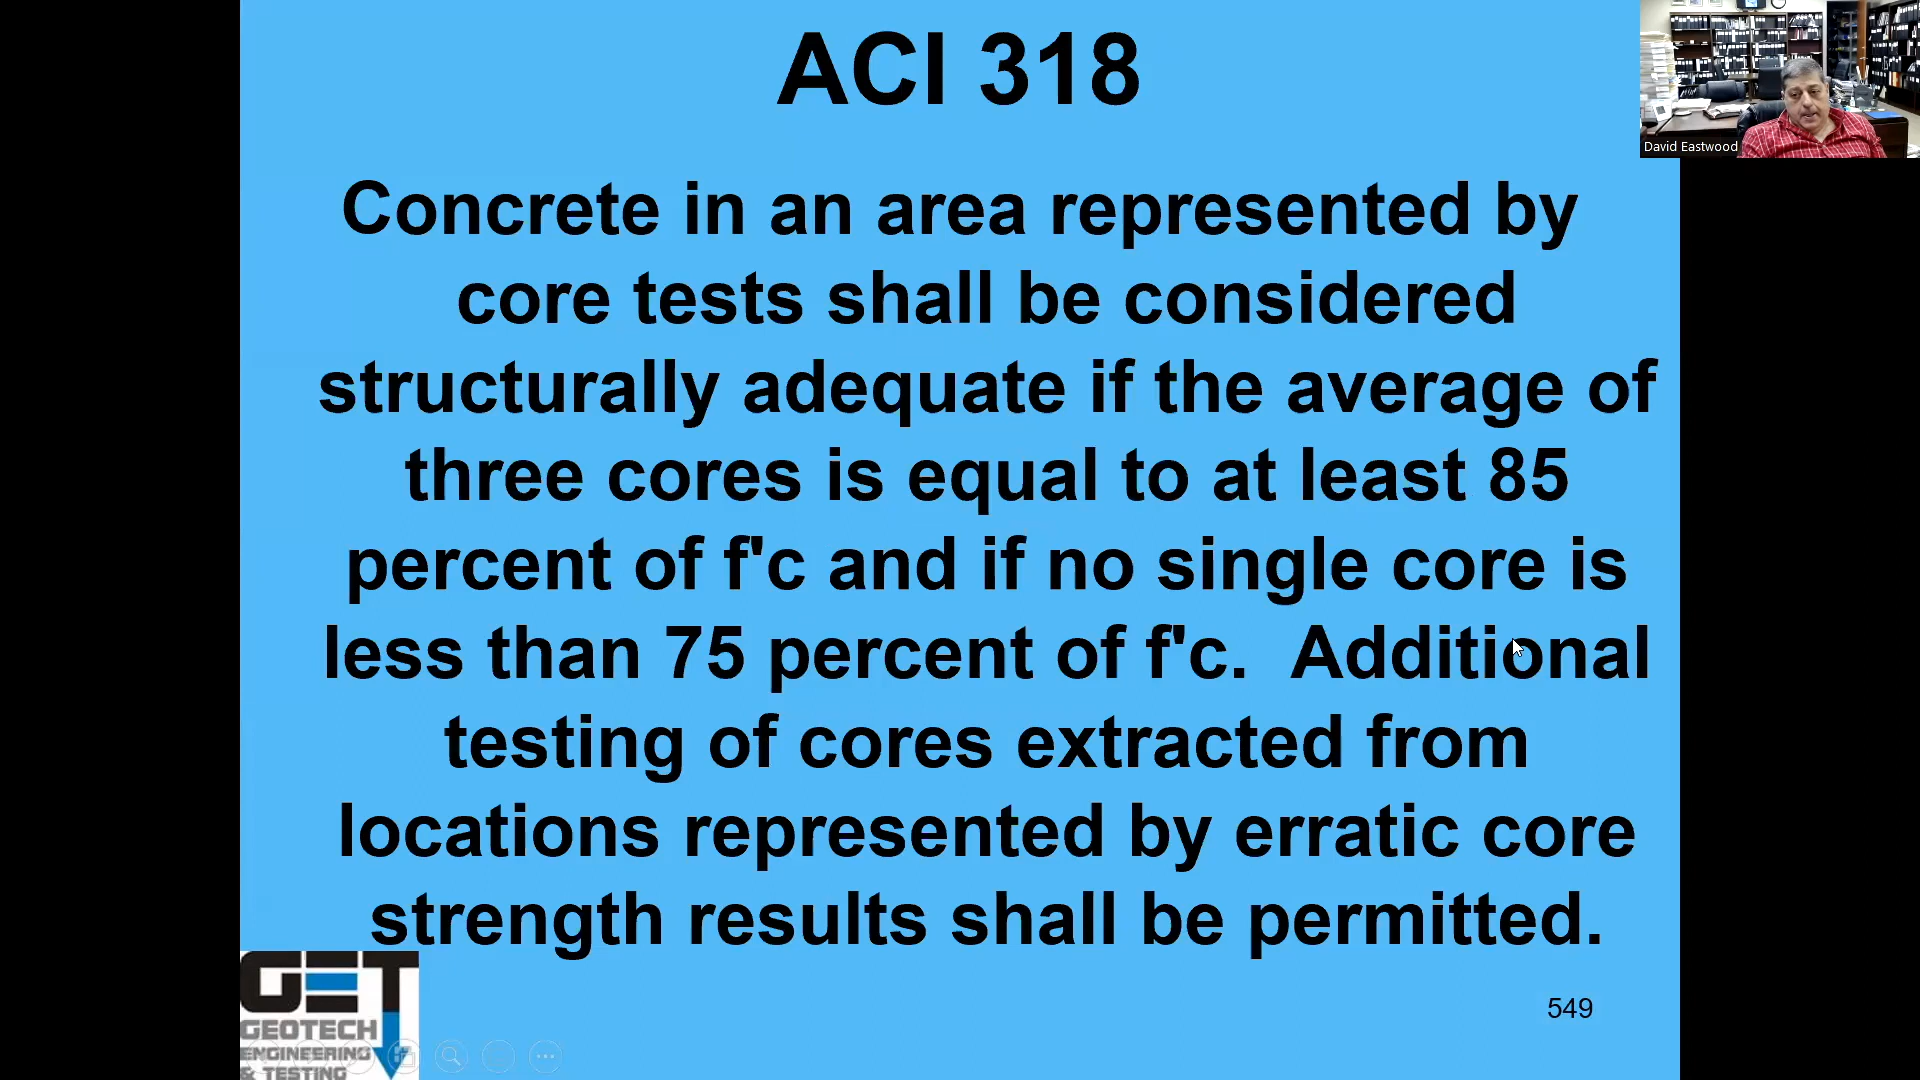 ACI 318
David Eastwood
Concrete in an area represented by
core tests shall be considered
structurally adequate if the average of
three cores is equal to at least 85
percent of f'c and if no single core is
less than 75 percent of f'c.  Additional
testing of cores extracted from
locations represented by erratic core
strength results shall be permitted.
GET
GEOTECH
ENGINEERING
& TESTING
549